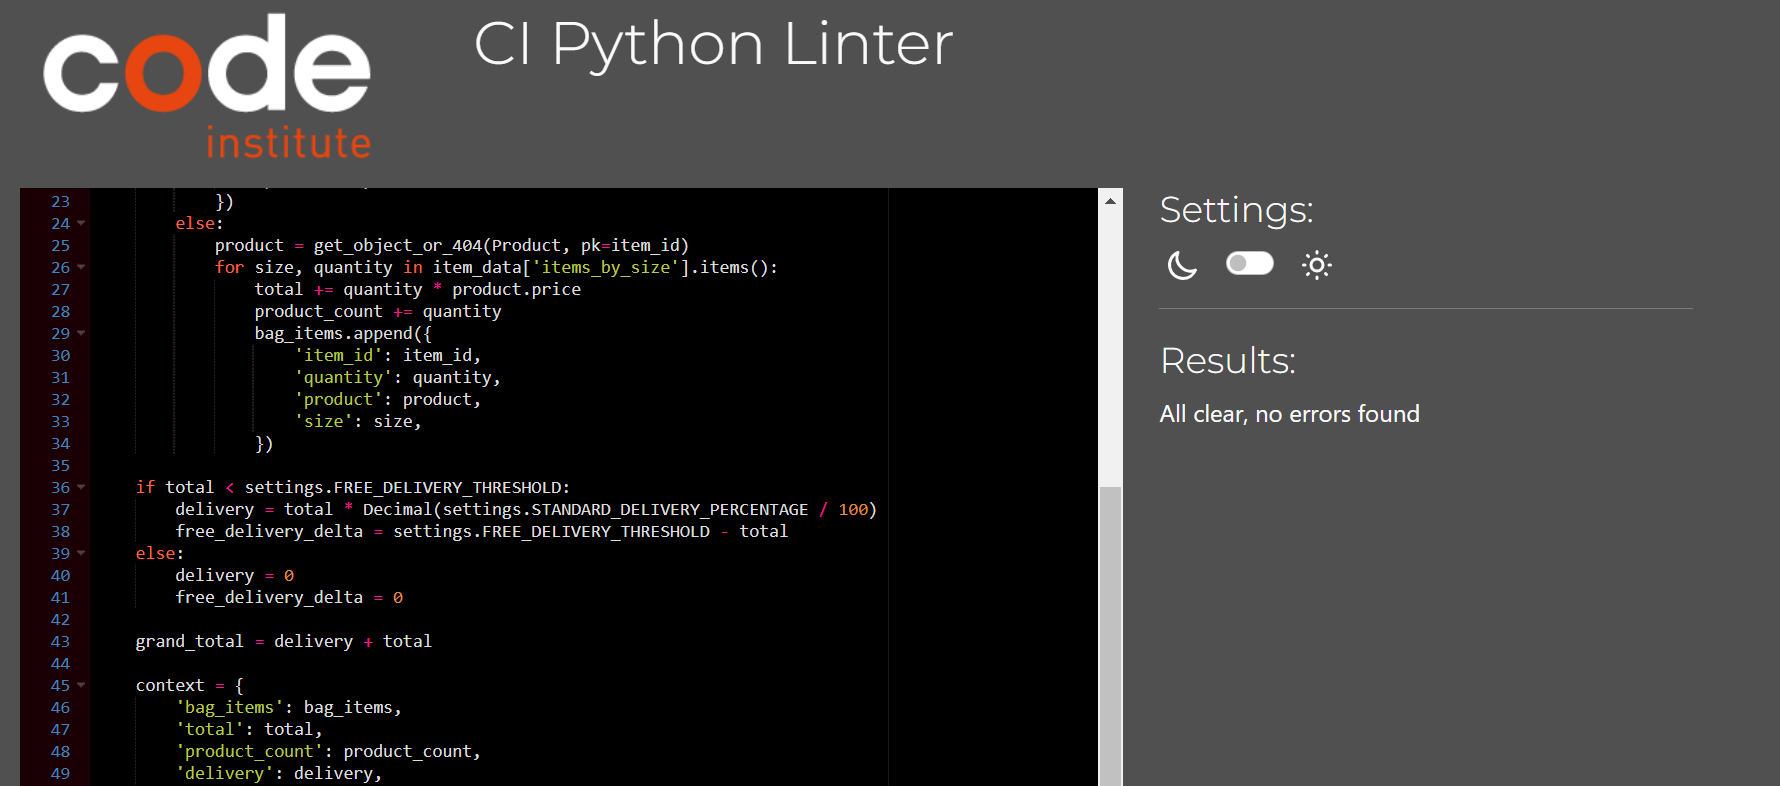 code
institute
CI Python Linter
23 })
24 else:
25 product = get_object_or_404(Product, pk=item_id)
26 for size, quantity in item_data['items_by_size'].items():
27 total += quantity * product.price
28 product_count += quantity
29 bag_items.append({
30 'item_id': item_id,
31 'quantity': quantity,
32 'product': product,
33 'size': size,
34 })
35
36 if total < settings.FREE_DELIVERY_THRESHOLD:
37 delivery = total * Decimal(settings.STANDARD_DELIVERY_PERCENTAGE / 100)
38 free_delivery_delta = settings.FREE_DELIVERY_THRESHOLD - total
39 else:
40 delivery = 0
41 free_delivery_delta = 0
42
43 grand_total = delivery + total
44
45 context = {
46 'bag_items': bag_items,
47 'total': total,
48 'product_count': product_count,
49 'delivery': delivery,
Settings:
Results:
All clear, no errors found